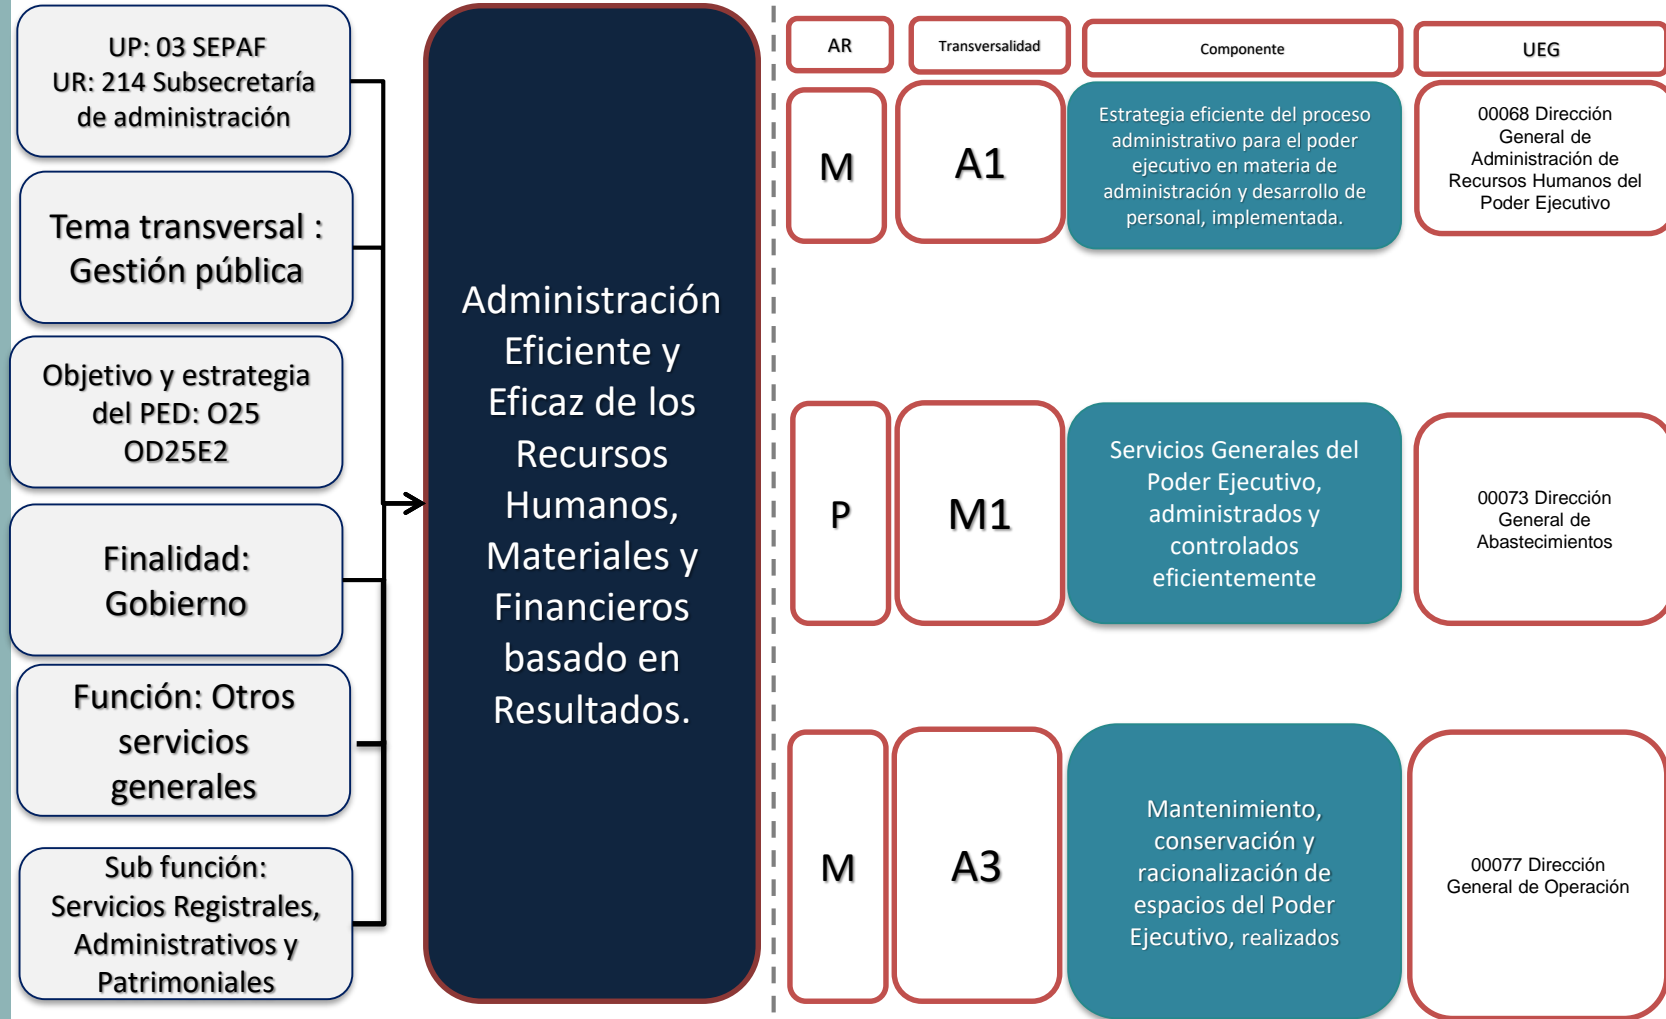 UP: 03 SEPAF
UR: 214 Subsecretaría
de administración
Tema transversal :
Gestión pública
Objetivo y estrategia
del PED: O25
OD25E2
Finalidad:
Gobierno
Función: Otros
servicios
generales
Sub función:
Servicios Registrales,
Administrativos y
Patrimoniales
Administración
Eficiente y
Eficaz de los
Recursos
Humanos,
Materiales y
Financieros
basado en
Resultados.
AR
Transversalidad
Componente
UEG
M
A1
Estrategia eficiente del proceso
administrativo para el poder
ejecutivo en materia de
administración y desarrollo de
personal, implementada.
00068 Dirección
General de
Administración de
Recursos Humanos del
Poder Ejecutivo
P
M1
Servicios Generales del
Poder Ejecutivo,
administrados y
controlados
eficientemente
00073 Dirección
General de
Abastecimientos
M
A3
Mantenimiento,
conservación y
racionalización de
espacios del Poder
Ejecutivo, realizados
00077 Dirección
General de Operación